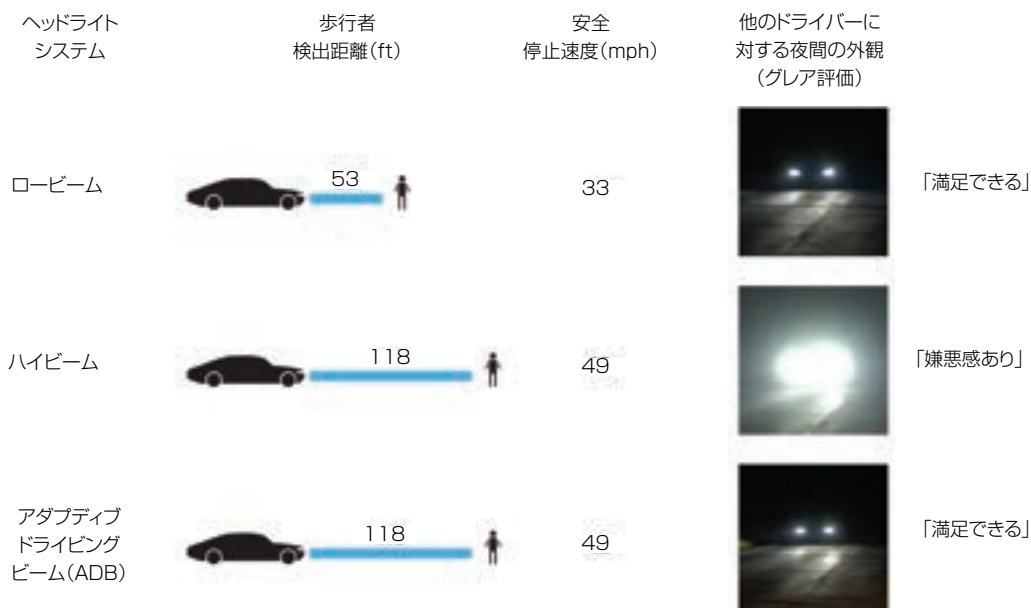 ヘッドライト
システム
歩行者
検出距離(ft)
安全
停止速度(mph)
他のドライバーに
対する夜間の外観
(グレア評価)
ロービーム
53
33
「満足できる」
ハイビーム
118
49
「嫌悪感あり」
アダプディブ
ドライビング
ビーム(ADB)
118
49
「満足できる」